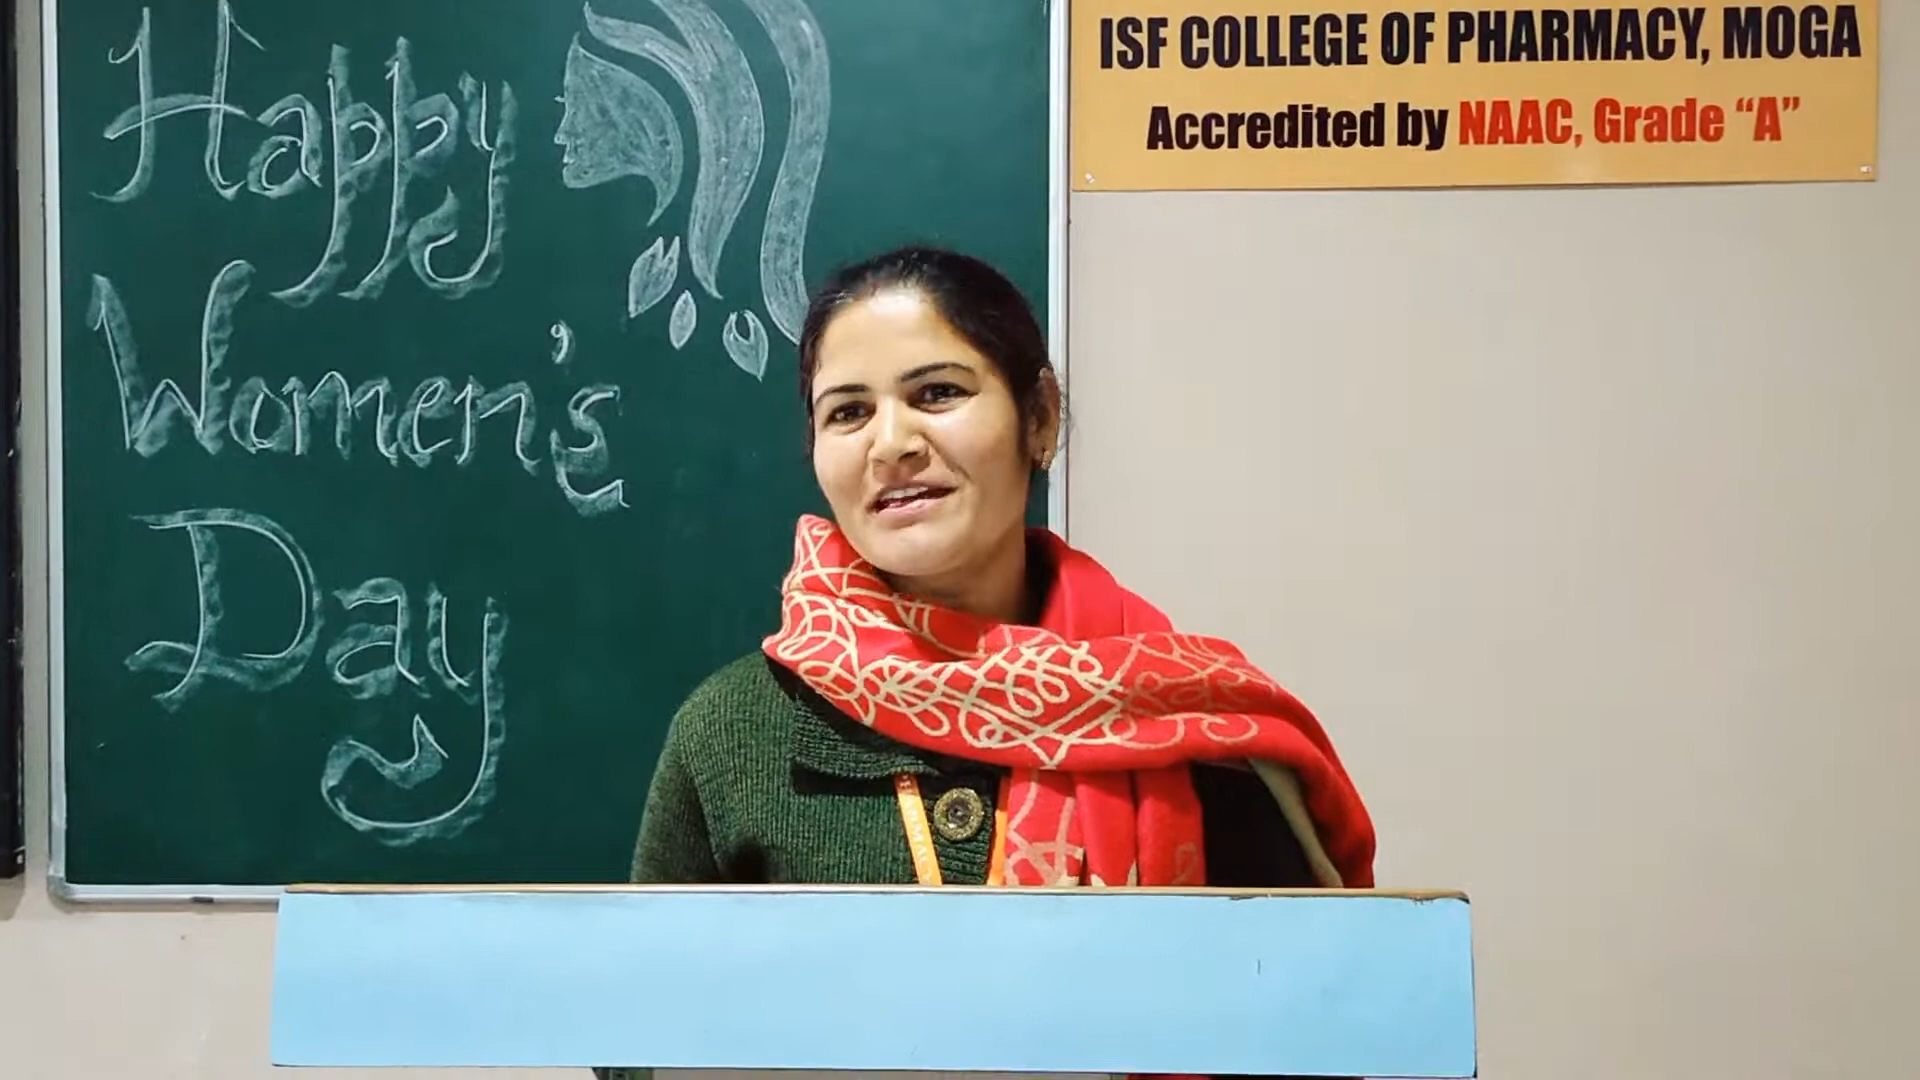 Happy
Women's
Day
ISF COLLEGE OF PHARMACY, MOGA
Accredited by NAAC, Grade “A”